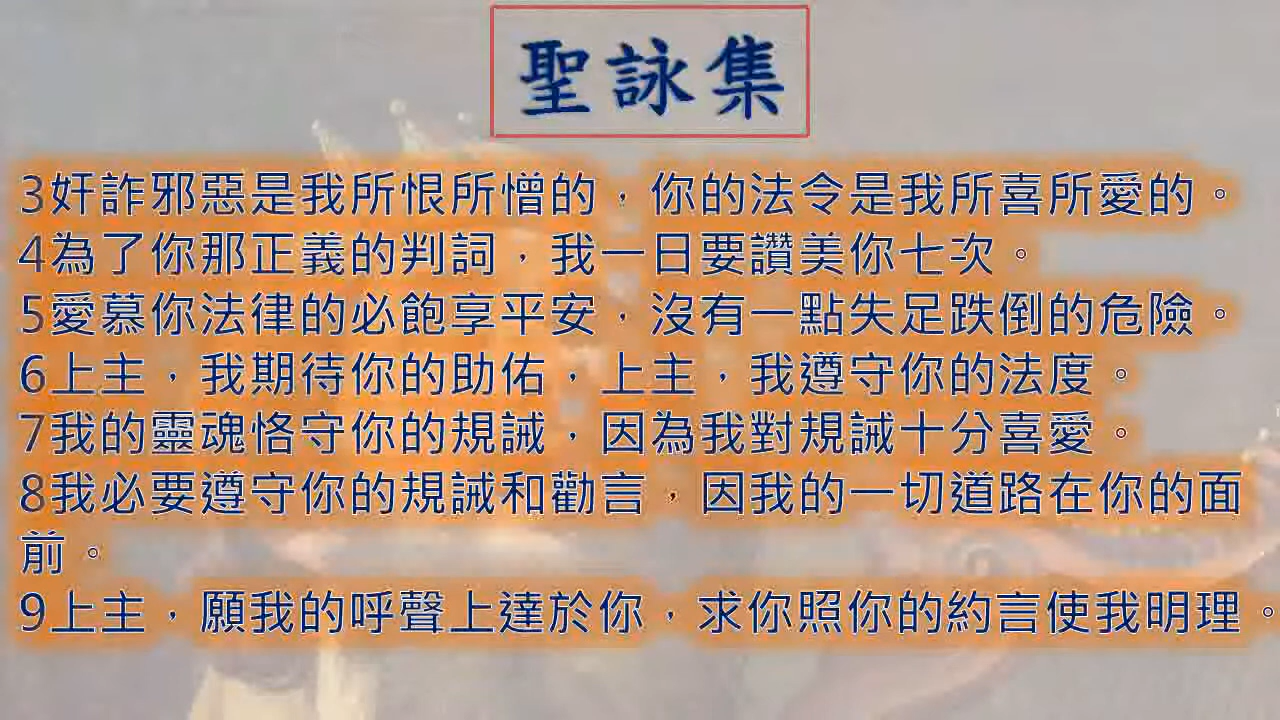 聖詠集
3奸詐邪惡是我所恨所憎的，你的法令是我所喜所愛的。
4為了你那正義的判詞，我一日要讚美你七次。
5愛慕你法律的必飽享平安，沒有一點失足跌倒的危險。
6上主，我期待你的助佑，上主，我遵守你的法度。
7我的靈魂恪守你的規誡，因為我對規誡十分喜愛。
8我必要遵守你的規誡和勸言，因我的一切道路在你的面
前。
9上主，願我的呼聲上達於你，求你照你的約言使我明理。